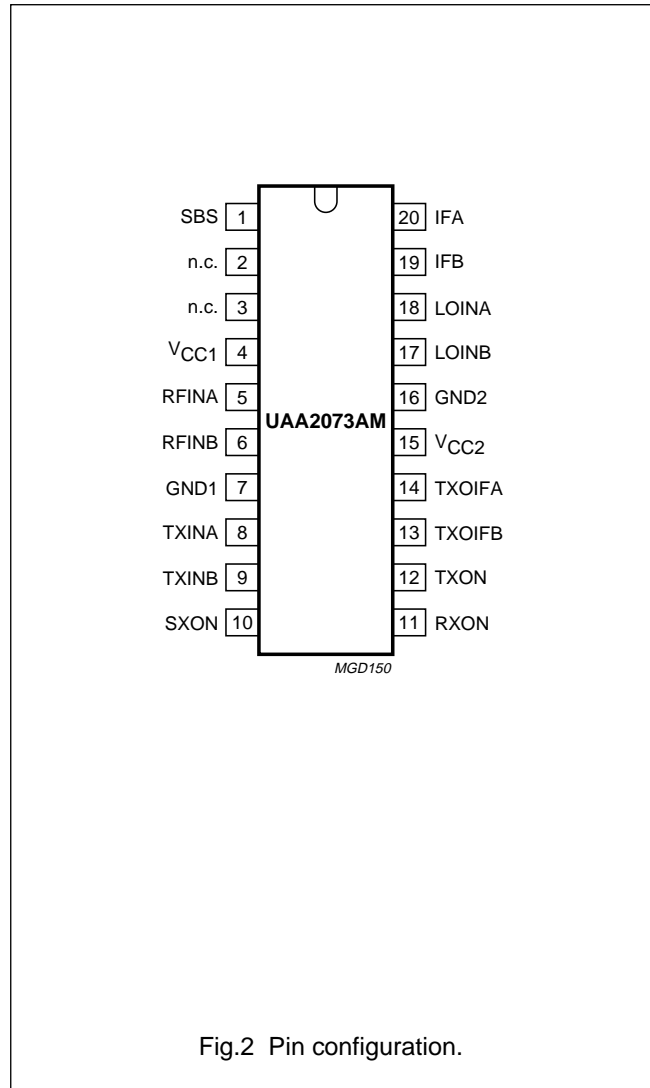 SBS 1 20 IFA
n.c. 2 19 IFB
n.c. 3 18 LOINA
VCC1 4 17 LOINB
RFINA 5 16 GND2
UAA2073AM
RFINB 6 15 VCC2
GND1 7 14 TXOIFA
TXINA 8 13 TXOIFB
TXINB 9 12 TXON
SXON 10 11 RXON
MGD150
Fig.2 Pin configuration.